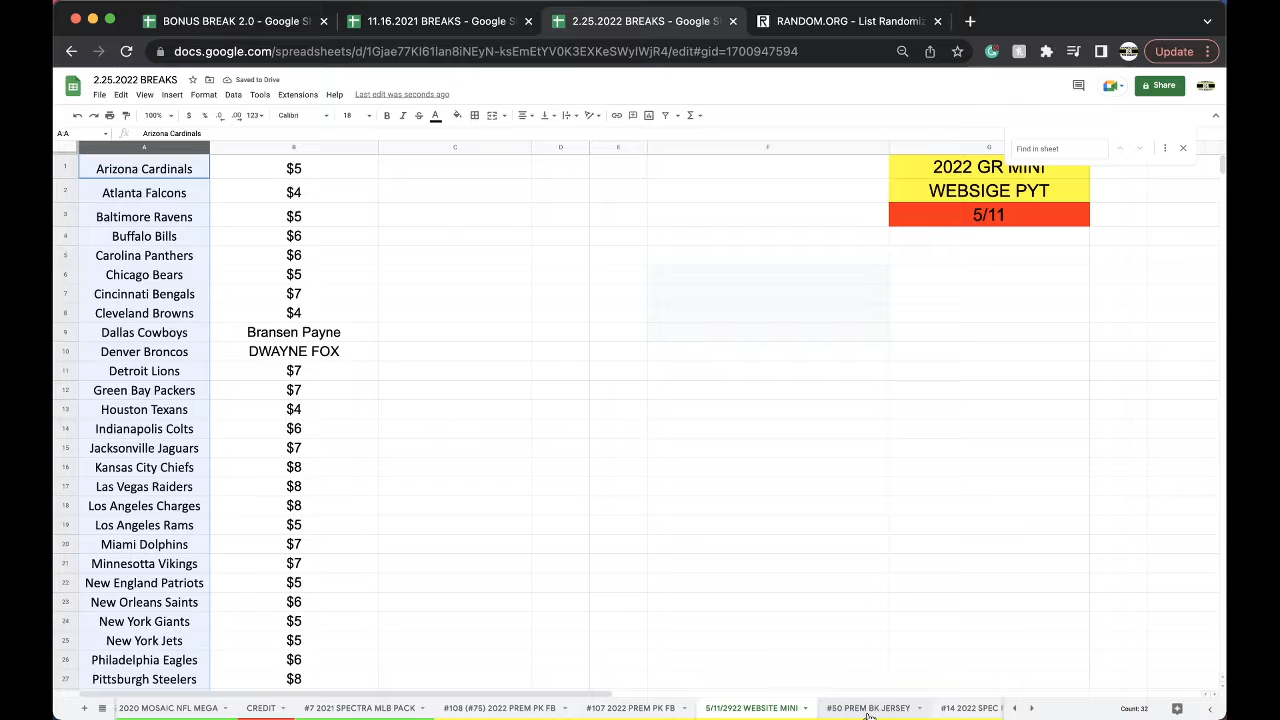 BONUS BREAK 2.0 - Google S
11.16.2021 BREAKS - Google S
2.25.2022 BREAKS - Google S
RANDOM.ORG - List Randomiz
docs.google.com/spreadsheets/d/1Gjae77Kl61Ian8iNEyN-ksEmEtYV0K3EXKeSWyIWjR4/edit#gid=1700947594
Update
2.25.2022 BREAKS
Saved to Drive
File Edit View Insert Format Data Tools Extensions Help Last edit was seconds ago
Share
100% $ % .0 .00 123 Calibri 18 B I S A
A:A fx Arizona Cardinals
Find in sheet
A B C D E F G
1 Arizona Cardinals $5 2022 GR MINI
2 Atlanta Falcons $4 WEBSIGE PYT
3 Baltimore Ravens $5 5/11
4 Buffalo Bills $6
5 Carolina Panthers $6
6 Chicago Bears $5
7 Cincinnati Bengals $7
8 Cleveland Browns $4
9 Dallas Cowboys Bransen Payne
10 Denver Broncos DWAYNE FOX
11 Detroit Lions $7
12 Green Bay Packers $7
13 Houston Texans $4
14 Indianapolis Colts $6
15 Jacksonville Jaguars $7
16 Kansas City Chiefs $8
17 Las Vegas Raiders $8
18 Los Angeles Charges $8
19 Los Angeles Rams $5
20 Miami Dolphins $7
21 Minnesotta Vikings $7
22 New England Patriots $5
23 New Orleans Saints $6
24 New York Giants $5
25 New York Jets $5
26 Philadelphia Eagles $6
27 Pittsburgh Steelers $8
2020 MOSAIC NFL MEGA CREDIT #7 2021 SPECTRA MLB PACK #108 (#75) 2022 PREM PK FB #107 2022 PREM PK FB 5/11/2922 WEBSITE MINI #50 PREM BK JERSEY #14 2022 SPEC Count: 32